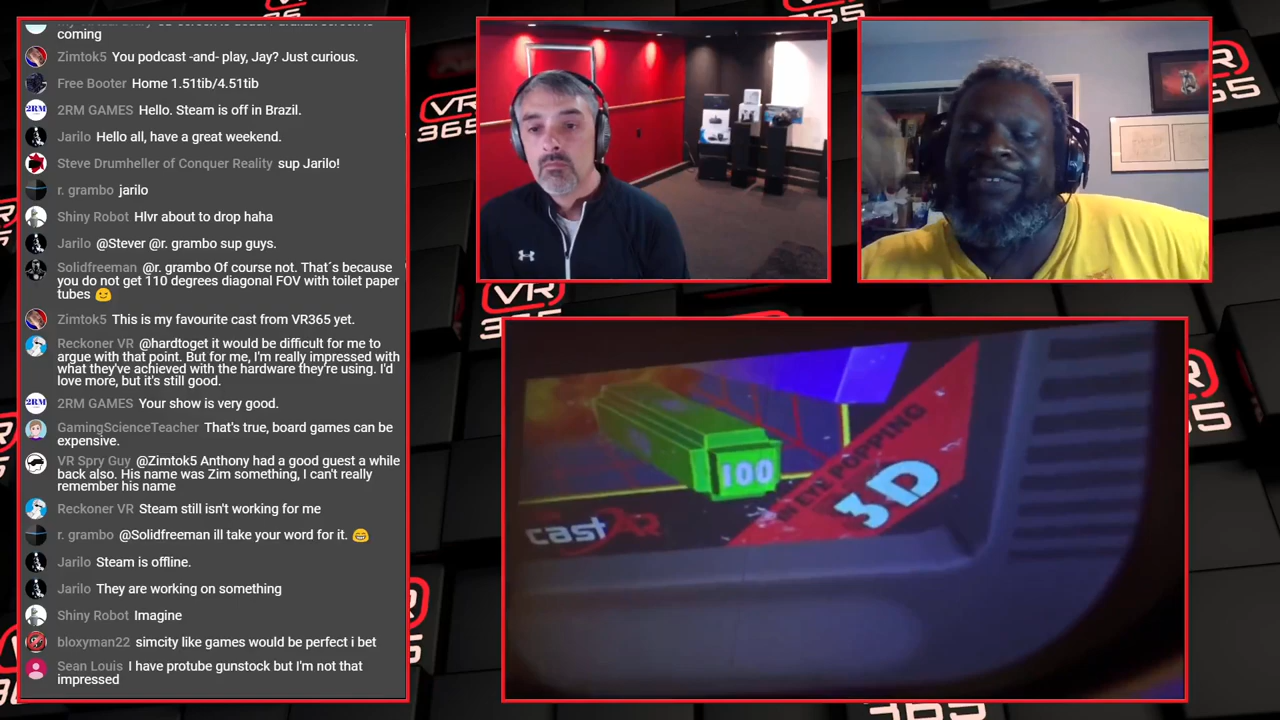 coming
Zimtok5 You podcast -and- play, Jay? Just curious.
Free Booter Home 1.51tib/4.51tib
2RM GAMES Hello. Steam is off in Brazil.
Jarilo Hello all, have a great weekend.
Steve Drumheller of Conquer Reality sup Jarilo!
r. grambo jarilo
Shiny Robot Hlvr about to drop haha
Jarilo @Stever @r. grambo sup guys.
Solidfreeman @r. grambo Of course not. That´s because
you do not get 110 degrees diagonal FOV with toilet paper
tubes 😉
Zimtok5 This is my favourite cast from VR365 yet.
Reckoner VR @hardtoget it would be difficult for me to
argue with that point. But for me, I'm really impressed with
what they've achieved with the hardware they're using. I'd
love more, but it's still good.
2RM GAMES Your show is very good.
GamingScienceTeacher That's true, board games can be
expensive.
VR Spry Guy @Zimtok5 Anthony had a good guest a while
back also. His name was Zim something, I can't really
remember his name
Reckoner VR Steam still isn't working for me
r. grambo @Solidfreeman ill take your word for it. 😁
Jarilo Steam is offline.
Jarilo They are working on something
Shiny Robot Imagine
bloxyman22 simcity like games would be perfect i bet
Sean Louis I have protube gunstock but I'm not that
impressed
2RM
2RM
VR
365
VR
365
100
IN EYE POPPING
3D
cast AR
365